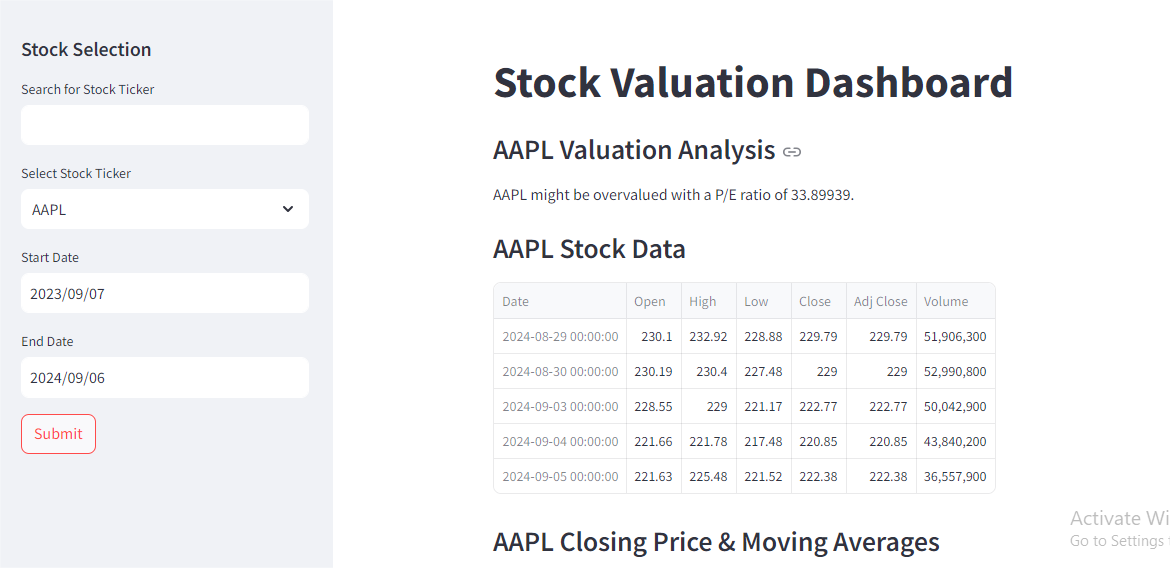 Stock Selection
Search for Stock Ticker
Select Stock Ticker
AAPL
Start Date
2023/09/07
End Date
2024/09/06
Submit
Stock Valuation Dashboard
AAPL Valuation Analysis
AAPL might be overvalued with a P/E ratio of 33.89939.
AAPL Stock Data
Date Open High Low Close Adj Close Volume
2024-08-29 00:00:00 230.1 232.92 228.88 229.79 229.79 51,906,300
2024-08-30 00:00:00 230.19 230.4 227.48 229 229 52,990,800
2024-09-03 00:00:00 228.55 229 221.17 222.77 222.77 50,042,900
2024-09-04 00:00:00 221.66 221.78 217.48 220.85 220.85 43,840,200
2024-09-05 00:00:00 221.63 225.48 221.52 222.38 222.38 36,557,900
AAPL Closing Price & Moving Averages
Activate Wi
Go to Settings